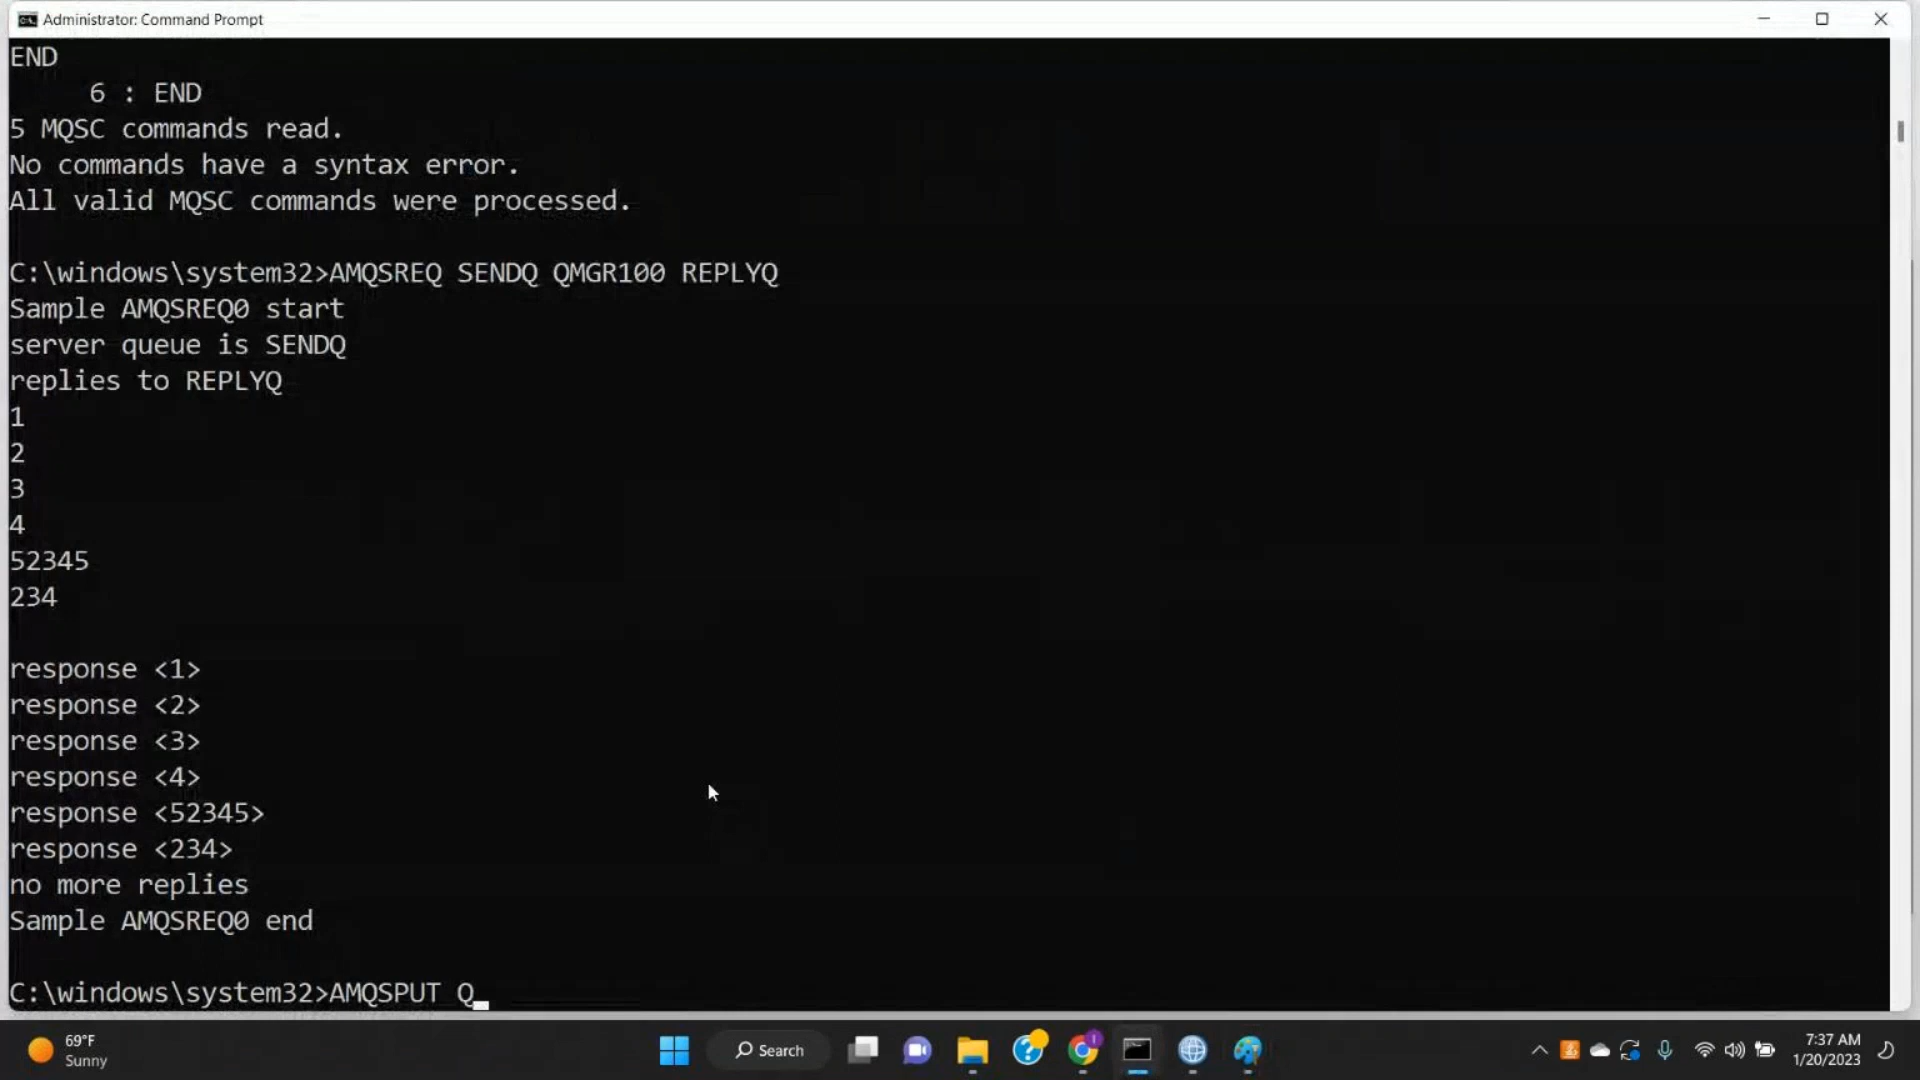 Administrator: Command Prompt
END
6 : END
5 MQSC commands read.
No commands have a syntax error.
All valid MQSC commands were processed.
C:\windows\system32>AMQSREQ SENDQ QMGR100 REPLYQ
Sample AMQSREQ0 start
server queue is SENDQ
replies to REPLYQ
1
2
3
4
52345
234
response <1>
response <2>
response <3>
response <4>
response <52345>
response <234>
no more replies
Sample AMQSREQ0 end
C:\windows\system32>AMQSPUT Q_
69°F
Sunny
Search
7:37 AM
1/20/2023